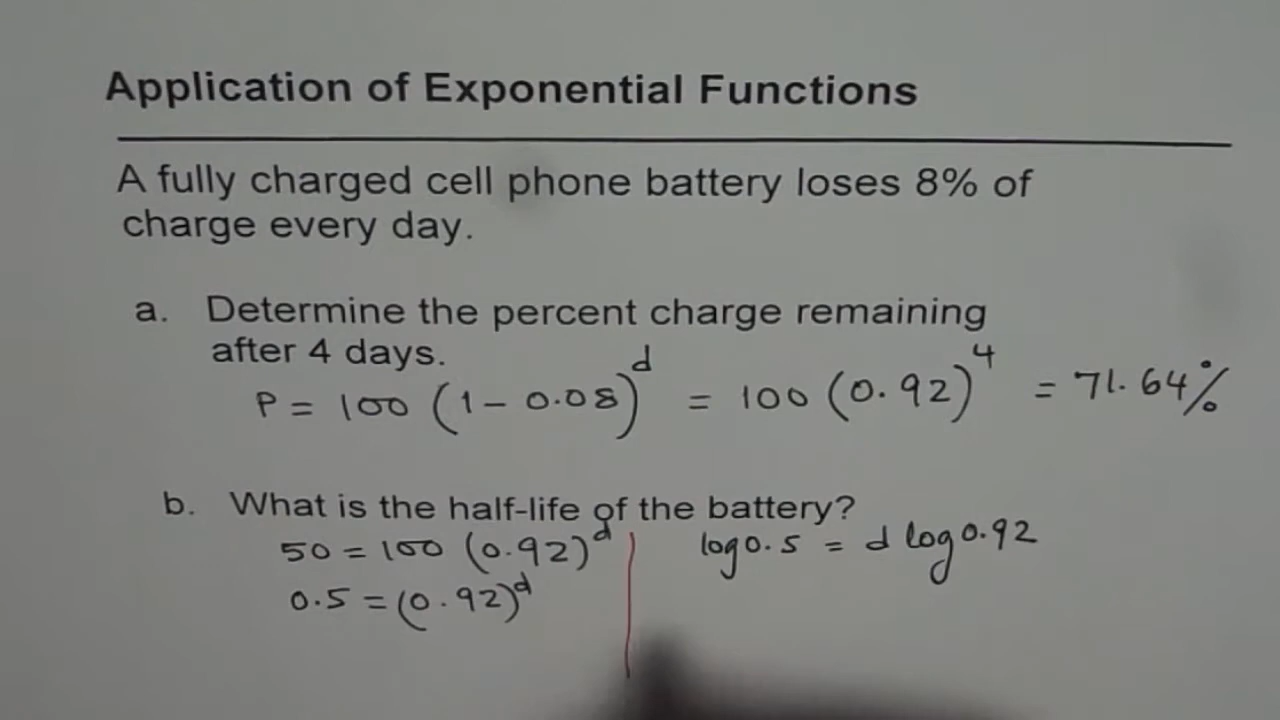 Application of Exponential Functions
A fully charged cell phone battery loses 8% of
charge every day.
a. Determine the percent charge remaining
after 4 days.
P = 100 (1 - 0.08)^d = 100 (0.92)^4 = 71.64%
b. What is the half-life of the battery?
50 = 100 (0.92)^d
0.5 = (0.92)^d
log 0.5 = d log 0.92